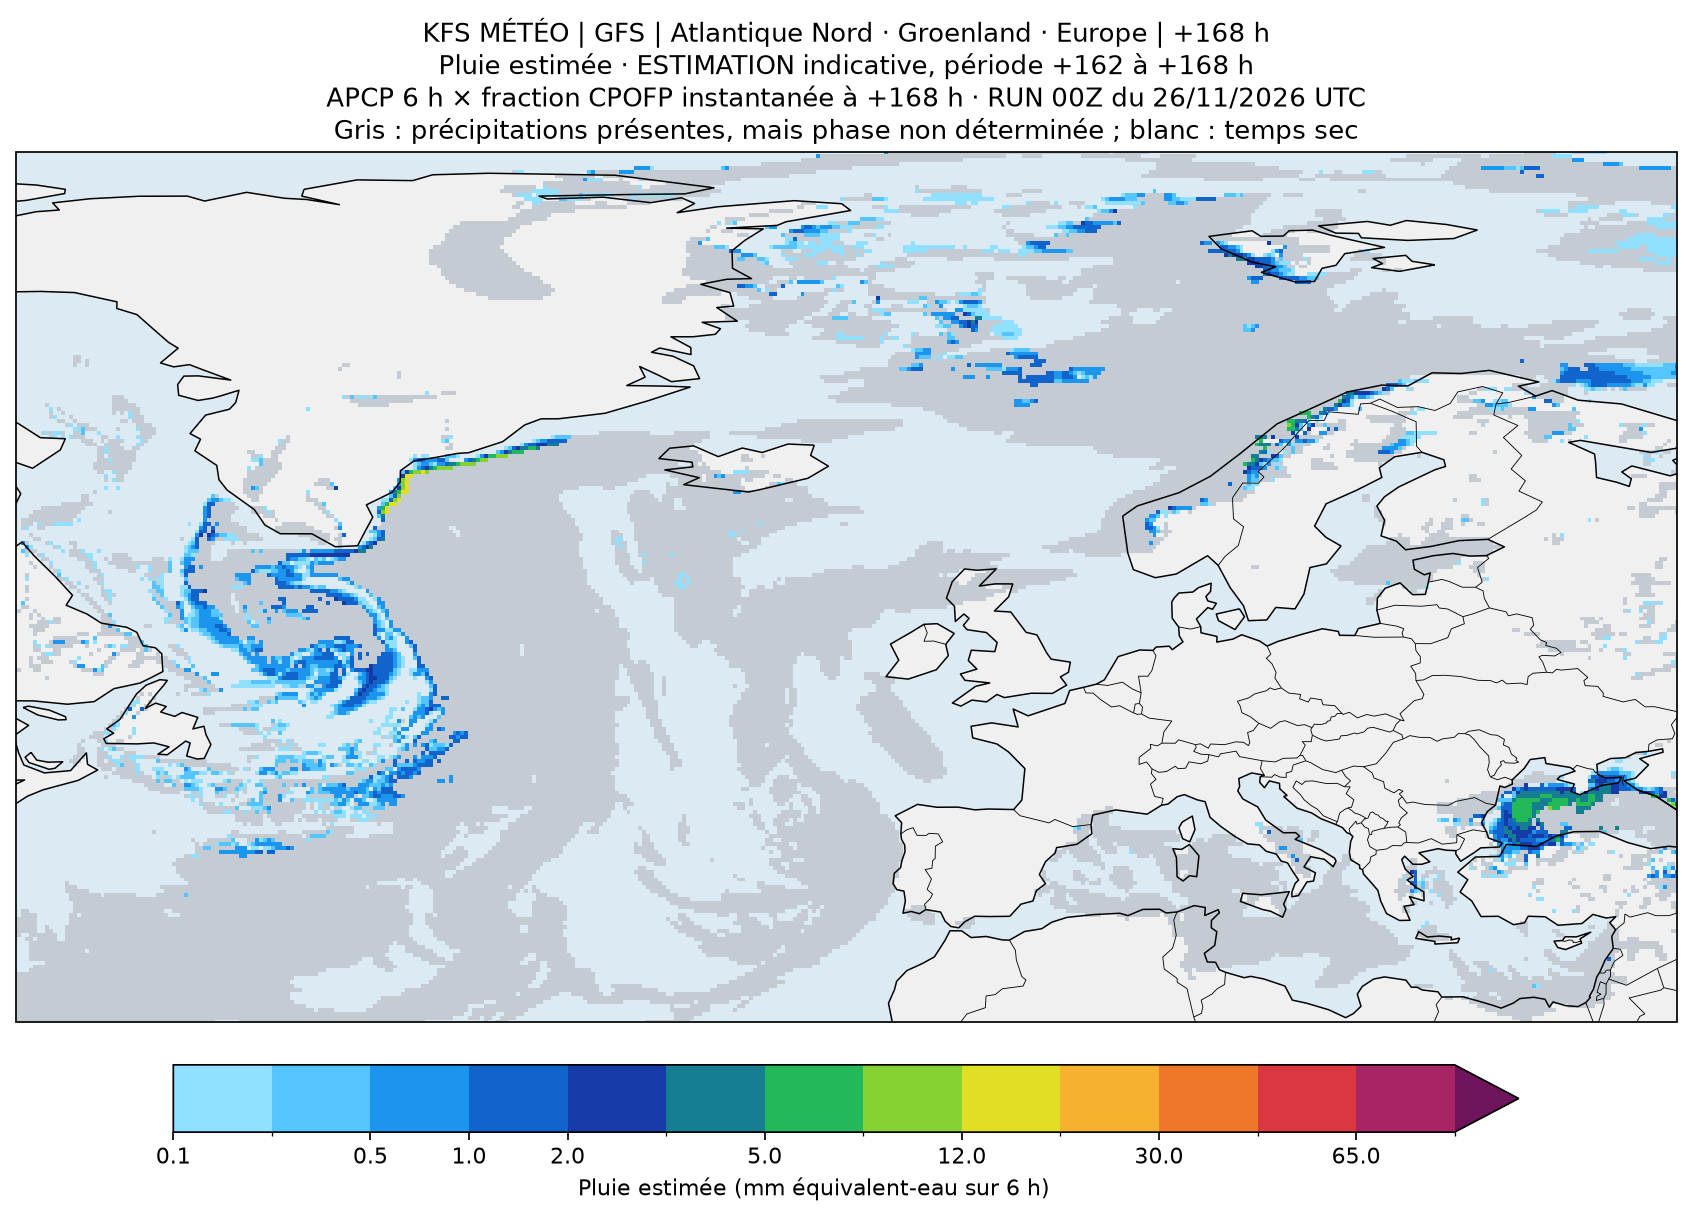 KFS MÉTÉO | GFS | Atlantique Nord · Groenland · Europe | +168 h
Pluie estimée · ESTIMATION indicative, période +162 à +168 h
APCP 6 h × fraction CPOFP instantanée à +168 h · RUN 00Z du 26/11/2026 UTC
Gris : précipitations présentes, mais phase non déterminée ; blanc : temps sec
0.1 0.5 1.0 2.0 5.0 12.0 30.0 65.0
Pluie estimée (mm équivalent-eau sur 6 h)